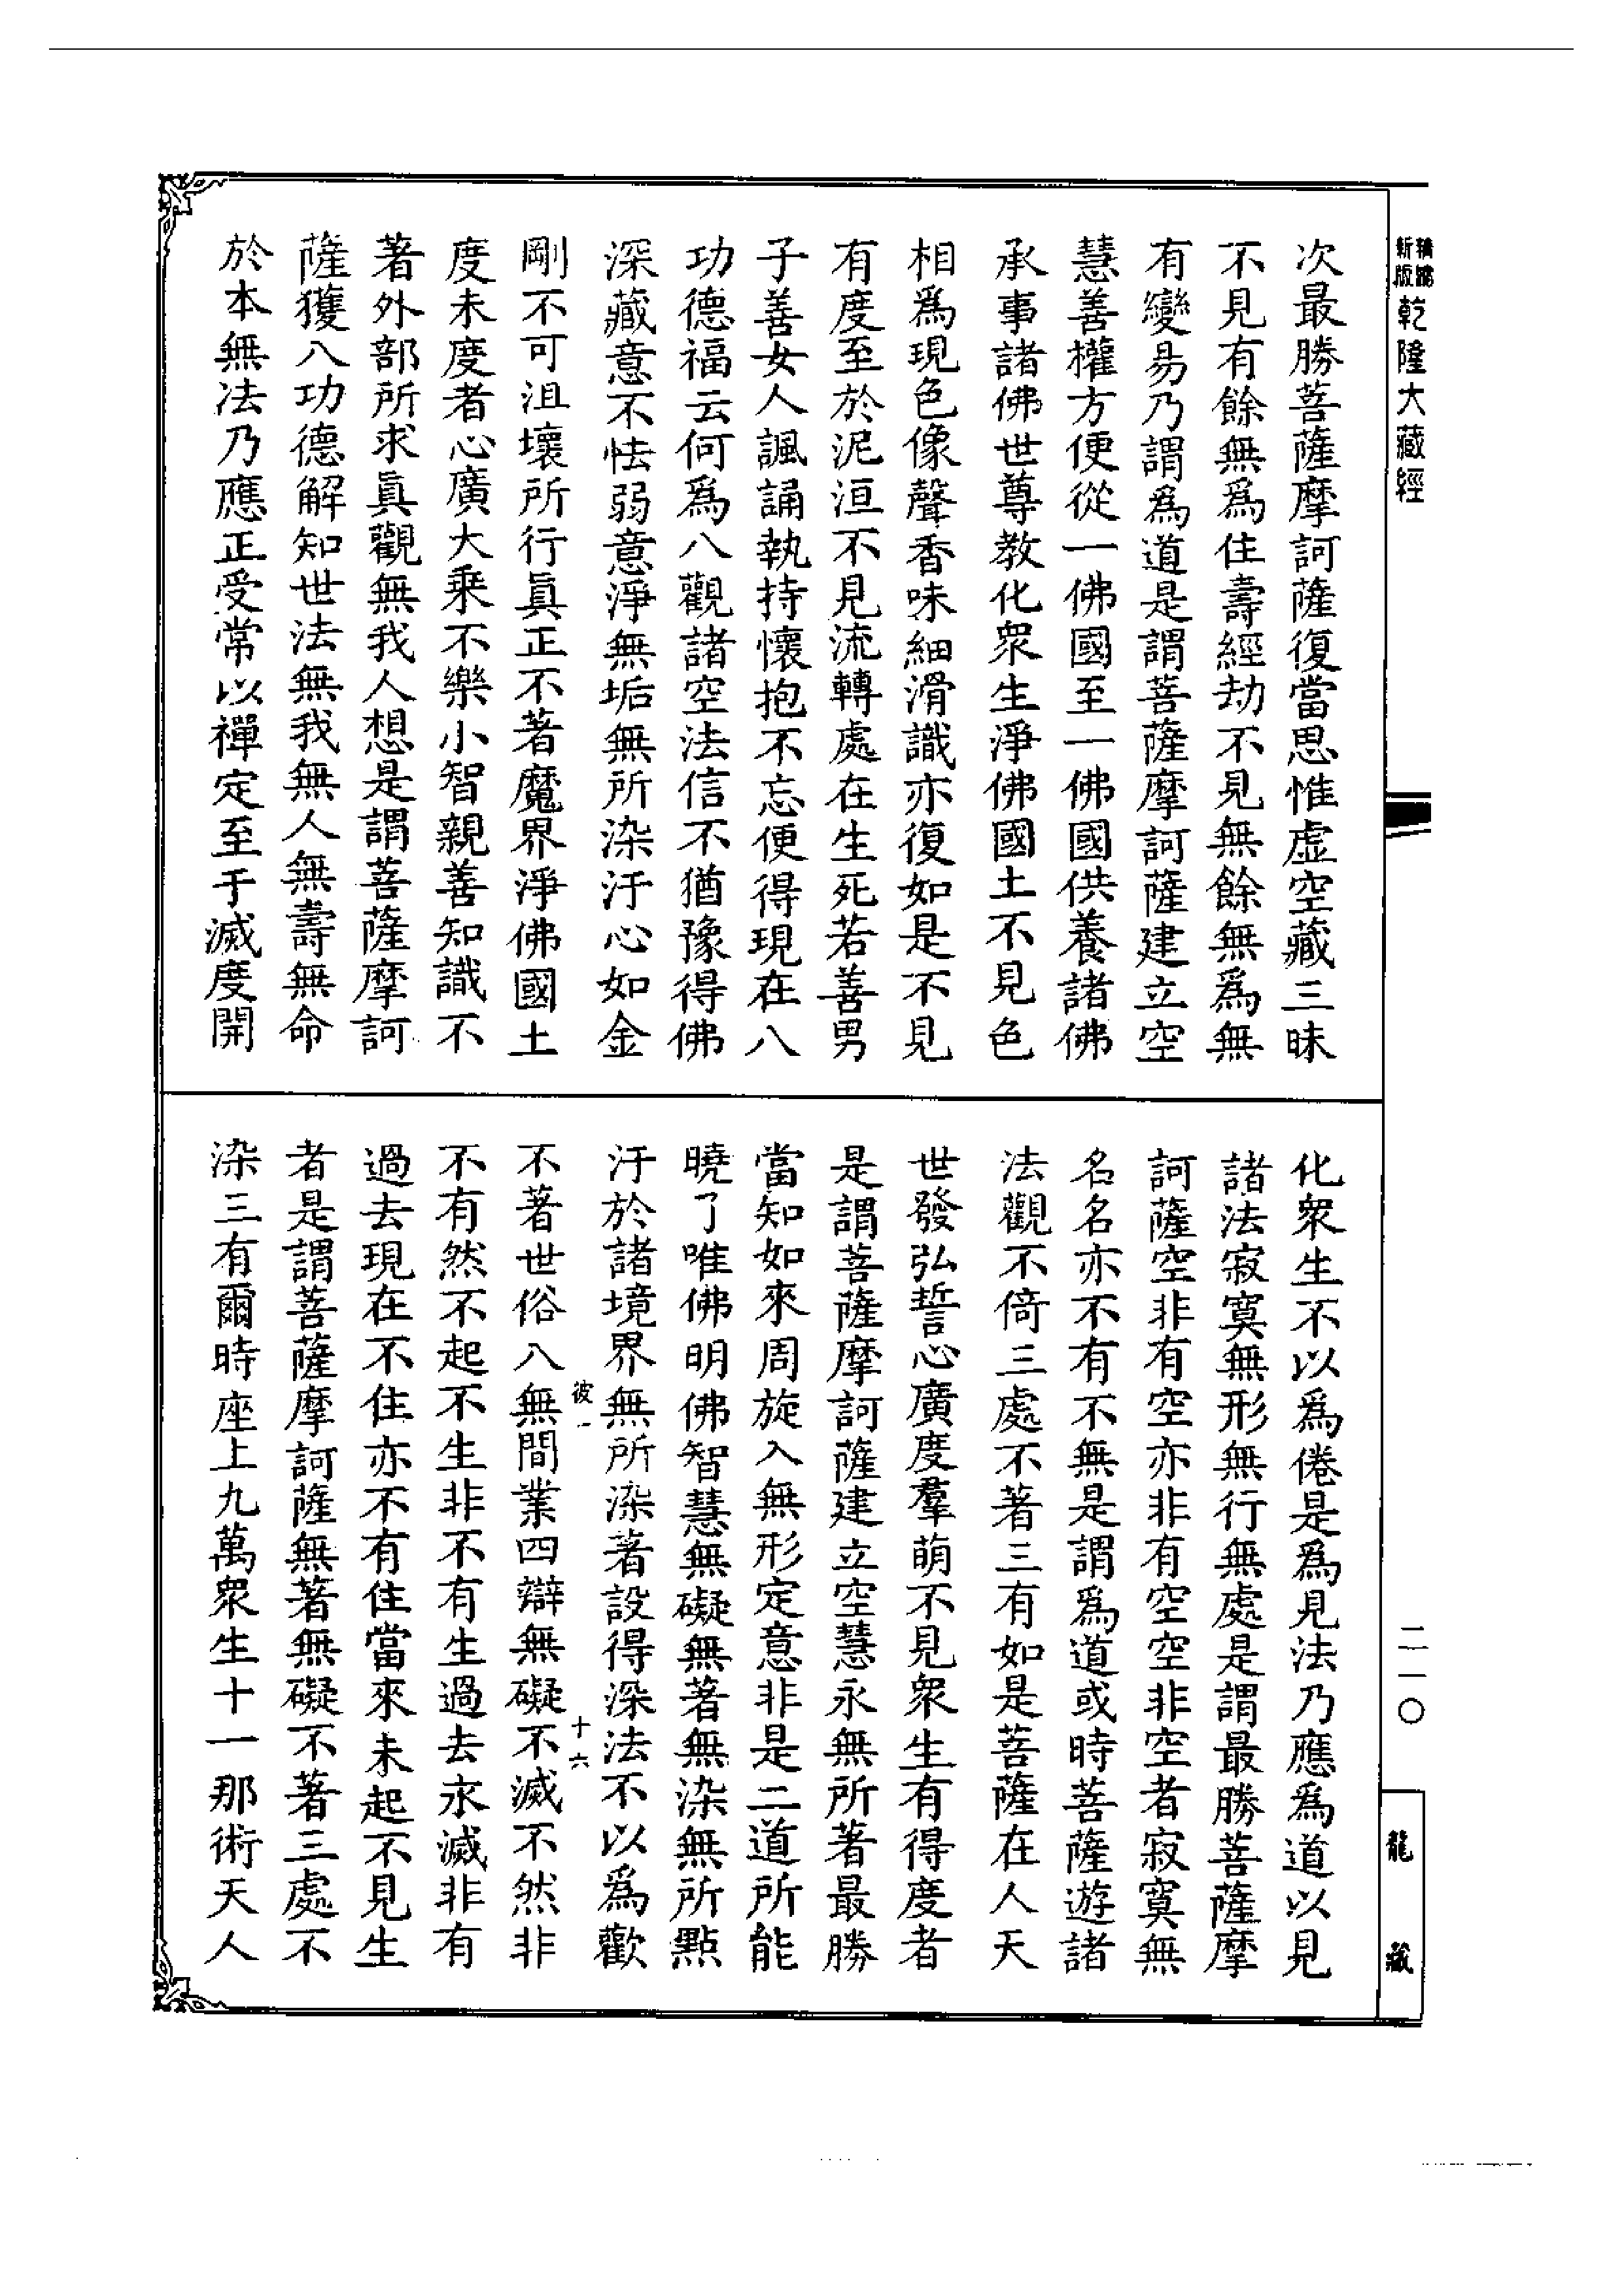 新版
精縮
乾隆大藏經
次最勝菩薩摩訶薩復當思惟虛空藏三昧
不見有餘無爲住壽經劫不見無餘無爲無
有變易乃謂爲道是謂菩薩摩訶薩建立空
慧善權方便從一佛國至一佛國供養諸佛
承事諸佛世尊教化衆生淨佛國土不見色
相爲現色像聲香味細滑識亦復如是不見
有度至於泥洹不見流轉處在生死若善男
子善女人諷誦執持懷抱不忘便得現在八
功德福云何爲八觀諸空法信不猶豫得佛
深藏意不怯弱意淨無垢無所染汙心如金
剛不可沮壞所行眞正不著魔界淨佛國土
度未度者心廣大乘不樂小智親善知識不
著外部所求眞觀無我人想是謂菩薩摩訶
薩獲八功德解知世法無我無人無壽無命
於本無法乃應正受常以禪定至于滅度開
化衆生不以爲倦是爲見法乃應爲道以見
諸法寂寞無形無行無處是謂最勝菩薩摩
訶薩空非有空亦非有空空非空者寂寞無
名名亦不有不無是謂爲道或時菩薩遊諸
法觀不倚三處不著三有如是菩薩在人天
世發弘誓心廣度羣萌不見衆生有得度者
是謂菩薩摩訶薩建立空慧永無所著最勝
當知如來周旋入無形定意非是二道所能
曉了唯佛明佛智慧無礙無著無染無所點
汙於諸境界無所染著設得深法不以爲歡
彼一
十六
不著世俗八無間業四辯無礙不滅不然非
不有然不起不生非不有生過去永滅非有
過去現在不住亦不有住當來未起不見生
者是謂菩薩摩訶薩無著無礙不著三處不
染三有爾時座上九萬衆生十一那術天人
二一〇
龍藏